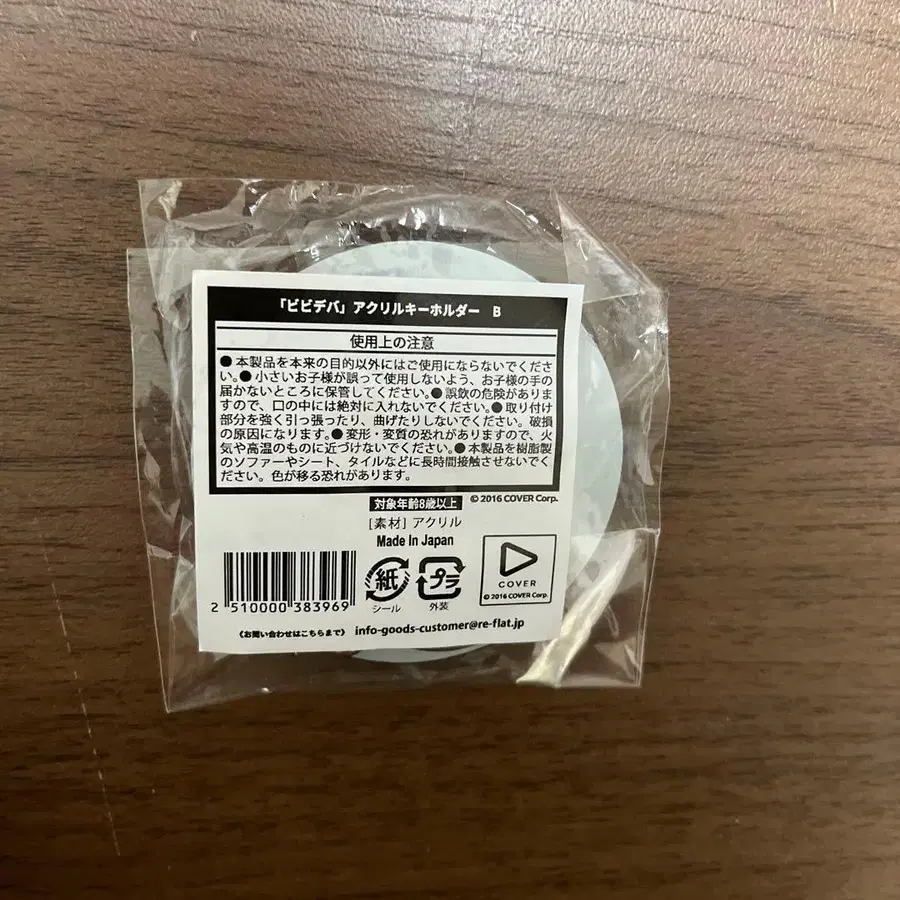 「ビビデバ」アクリルキーホルダー B
使用上の注意
● 本製品を本来の目的以外にはご使用にならないでくださ
い。● 小さいお子様が誤って使用しないよう、お子様の手の
届かないところに保管してください。● 誤飲の危険がありま
すので、口の中には絶対に入れないでください。● 取り付け
部分を強く引っ張ったり、曲げたりしないでください。破損
の原因になります。● 変形・変質の恐れがありますので、火
気や高温のものに近づけないでください。● 本製品を樹脂製
のソファーやシート、タイルなどに長時間接触させないでく
ださい。色が移る恐れがあります。
対象年齢8歳以上
© 2016 COVER Corp.
[素材] アクリル
Made In Japan
2 510000 383969
紙
シール
プラ
外装
COVER
© 2016 COVER Corp.
《お問い合わせはこちらまで》 info-goods-customer@re-flat.jp